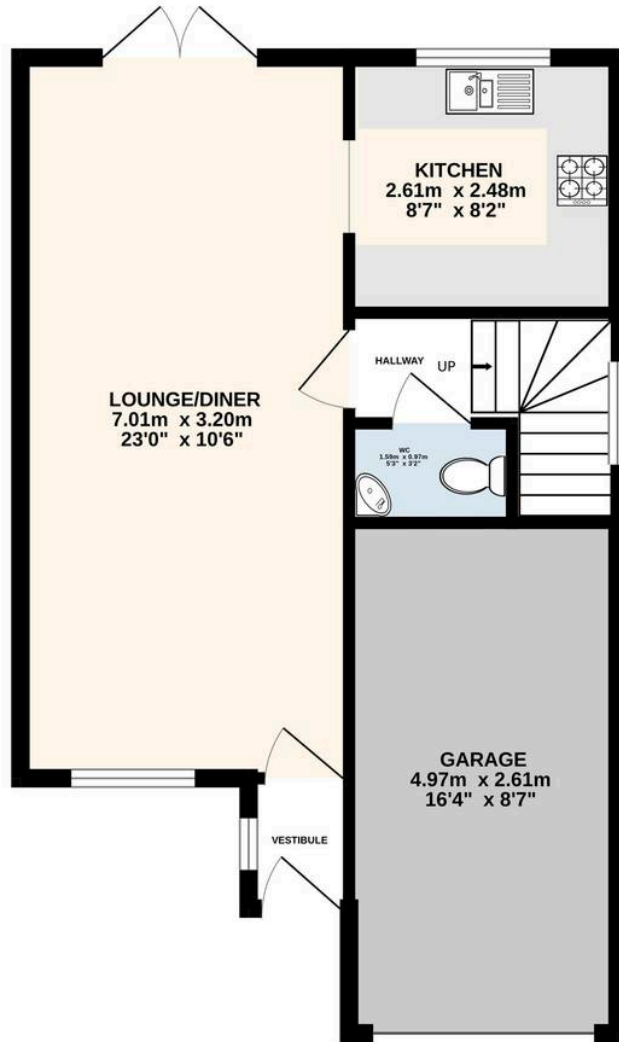 KITCHEN
2.61m x 2.48m
8'7" x 8'2"
HALLWAY
UP
LOUNGE/DINER
7.01m x 3.20m
23'0" x 10'6"
WC
1.59m x 0.97m
5'3" x 3'2"
GARAGE
4.97m x 2.61m
16'4" x 8'7"
VESTIBULE